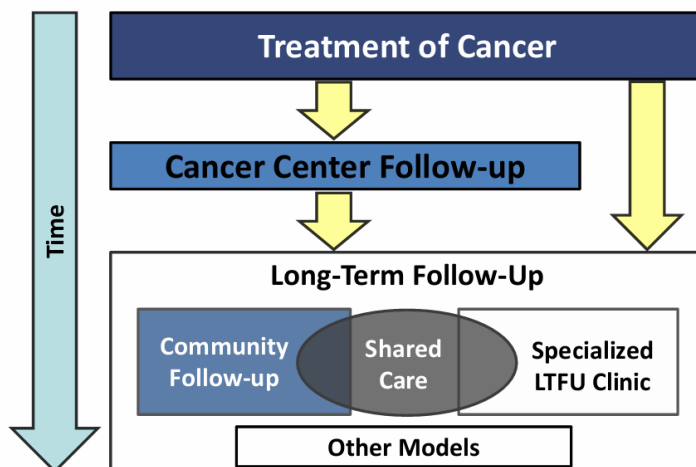 Treatment of Cancer
Cancer Center Follow-up
Time
Long-Term Follow-Up
Community
Follow-up
Shared
Care
Specialized
LTFU Clinic
Other Models